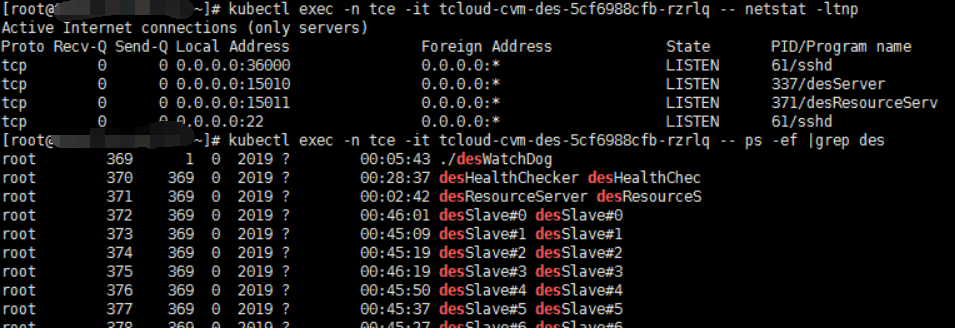 [root@ ~]# kubectl exec -n tce -it tcloud-cvm-des-5cf6988cfb-rzrlq -- netstat -ltnp
Active Internet connections (only servers)
Proto Recv-Q Send-Q Local Address Foreign Address State PID/Program name
tcp 0 0 0.0.0.0:36000 0.0.0.0:* LISTEN 61/sshd
tcp 0 0 0.0.0.0:15010 0.0.0.0:* LISTEN 337/desServer
tcp 0 0 0.0.0.0:15011 0.0.0.0:* LISTEN 371/desResourceServ
tcp 0 0 0.0.0.0:22 0.0.0.0:* LISTEN 61/sshd
[root@ ~]# kubectl exec -n tce -it tcloud-cvm-des-5cf6988cfb-rzrlq -- ps -ef |grep des
root 369 1 0 2019 ? 00:05:43 ./desWatchDog
root 370 369 0 2019 ? 00:28:37 desHealthChecker desHealthChec
root 371 369 0 2019 ? 00:02:42 desResourceServer desResourceS
root 372 369 0 2019 ? 00:46:01 desSlave#0 desSlave#0
root 373 369 0 2019 ? 00:45:09 desSlave#1 desSlave#1
root 374 369 0 2019 ? 00:45:19 desSlave#2 desSlave#2
root 375 369 0 2019 ? 00:46:19 desSlave#3 desSlave#3
root 376 369 0 2019 ? 00:45:50 desSlave#4 desSlave#4
root 377 369 0 2019 ? 00:45:37 desSlave#5 desSlave#5
root 378 369 0 2019 ? 00:45:27 desSlave#6 desSlave#6